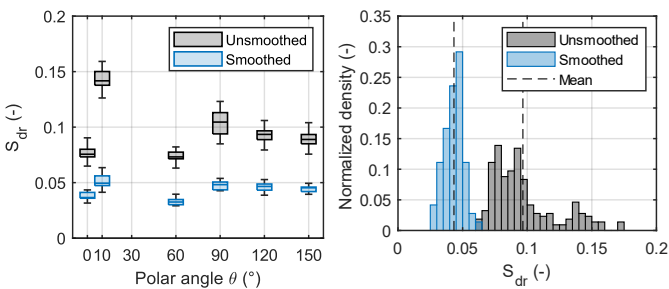 0.2
0.15
0.1
0.05
0
S_dr (-)
0 10 30 60 90 120 150
Polar angle θ (°)
Unsmoothed
Smoothed
0.35
0.3
0.25
0.2
0.15
0.1
0.05
0
Normalized density (-)
0 0.05 0.1 0.15 0.2
S_dr (-)
Unsmoothed
Smoothed
Mean